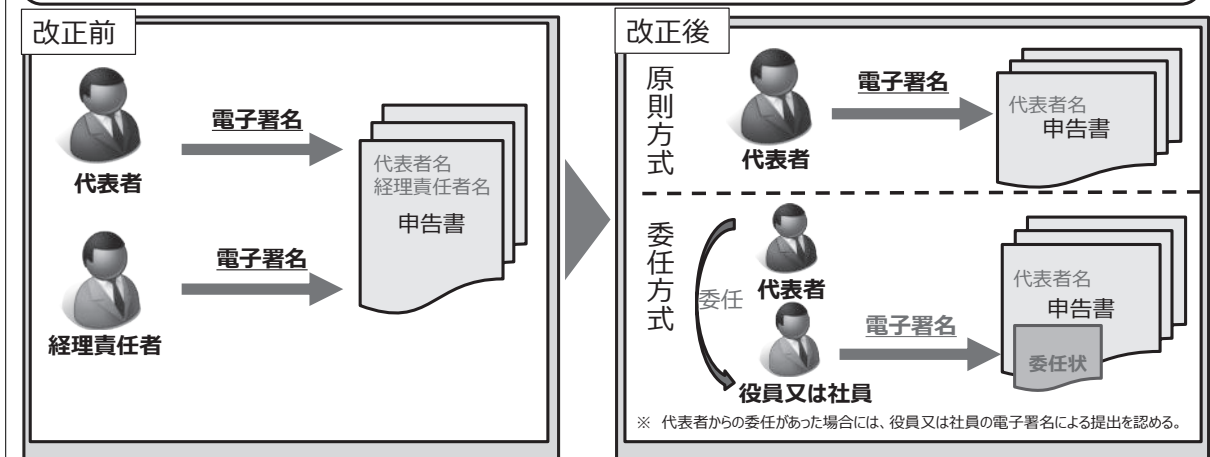 改正前
電子署名
代表者
代表者名
経理責任者名
申告書
電子署名
経理責任者
改正後
原則方式
電子署名
代表者
代表者名
申告書
委任方式
委任
代表者
電子署名
役員又は社員
代表者名
申告書
委任状
※ 代表者からの委任があった場合には、役員又は社員の電子署名による提出を認める。